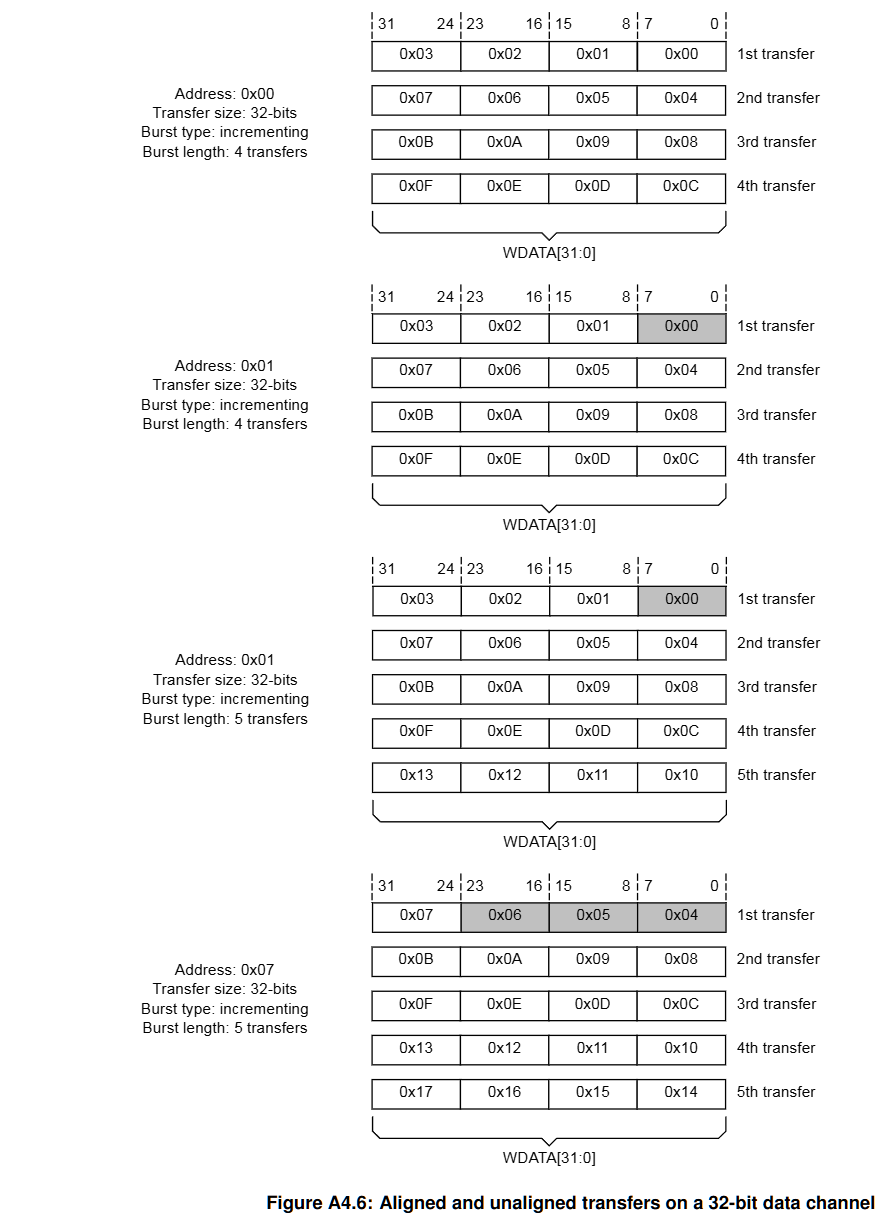 31 24 23 16 15 8 7 0
0x03 0x02 0x01 0x00 1st transfer
Address: 0x00
Transfer size: 32-bits
Burst type: incrementing
Burst length: 4 transfers
0x07 0x06 0x05 0x04 2nd transfer
0x0B 0x0A 0x09 0x08 3rd transfer
0x0F 0x0E 0x0D 0x0C 4th transfer
WDATA[31:0]
31 24 23 16 15 8 7 0
0x03 0x02 0x01 0x00 1st transfer
Address: 0x01
Transfer size: 32-bits
Burst type: incrementing
Burst length: 4 transfers
0x07 0x06 0x05 0x04 2nd transfer
0x0B 0x0A 0x09 0x08 3rd transfer
0x0F 0x0E 0x0D 0x0C 4th transfer
WDATA[31:0]
31 24 23 16 15 8 7 0
0x03 0x02 0x01 0x00 1st transfer
0x07 0x06 0x05 0x04 2nd transfer
Address: 0x01
Transfer size: 32-bits
Burst type: incrementing
Burst length: 5 transfers
0x0B 0x0A 0x09 0x08 3rd transfer
0x0F 0x0E 0x0D 0x0C 4th transfer
0x13 0x12 0x11 0x10 5th transfer
WDATA[31:0]
31 24 23 16 15 8 7 0
0x07 0x06 0x05 0x04 1st transfer
0x0B 0x0A 0x09 0x08 2nd transfer
Address: 0x07
Transfer size: 32-bits
Burst type: incrementing
Burst length: 5 transfers
0x0F 0x0E 0x0D 0x0C 3rd transfer
0x13 0x12 0x11 0x10 4th transfer
0x17 0x16 0x15 0x14 5th transfer
WDATA[31:0]
Figure A4.6: Aligned and unaligned transfers on a 32-bit data channel